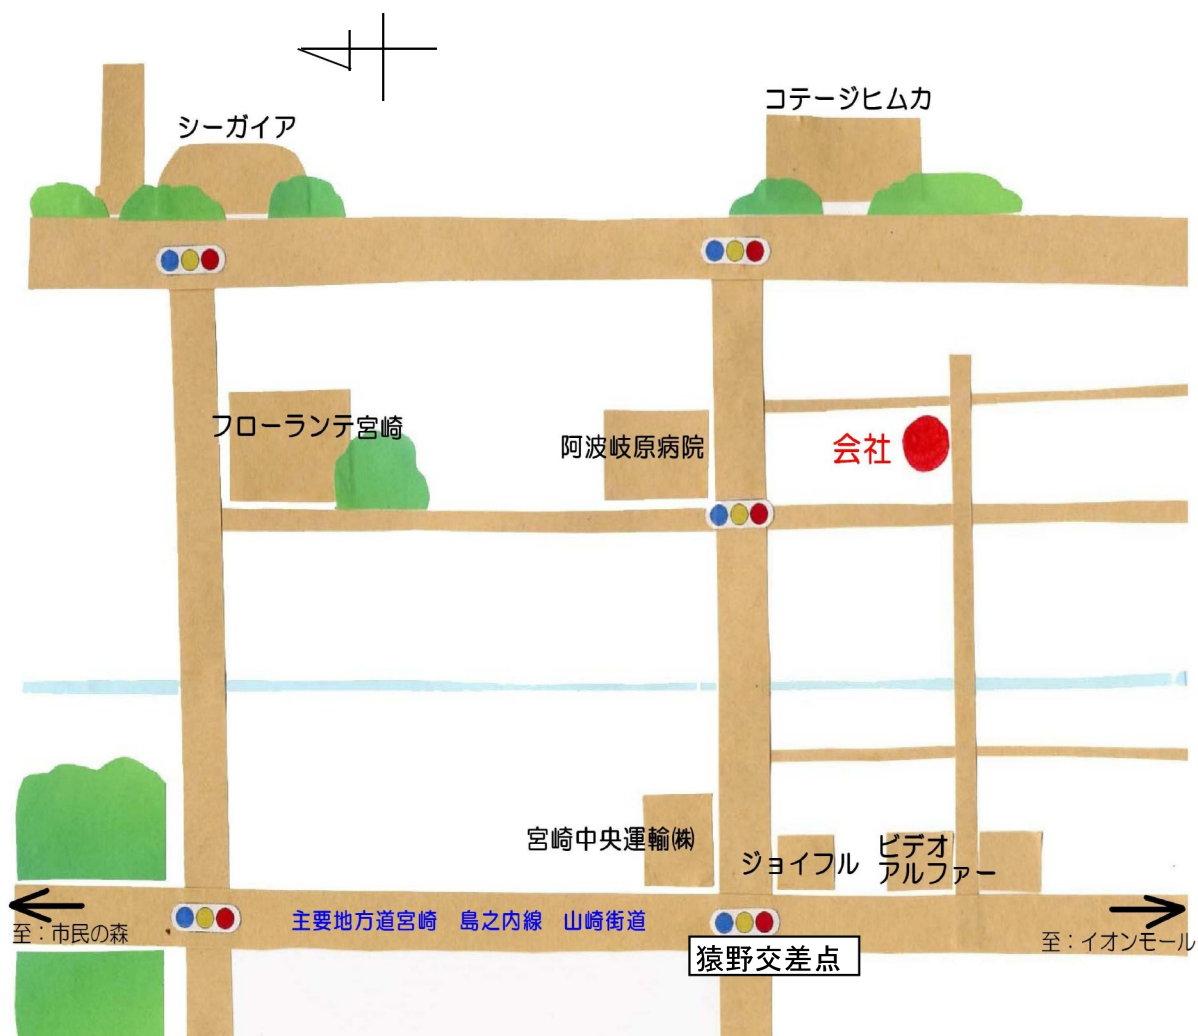 コテージヒムカ
シーガイア
フローランテ宮崎
阿波岐原病院
会社
宮崎中央運輸㈱
ジョイフル
ビデオ
アルファー
主要地方道宮崎 島之内線 山崎街道
至：市民の森
至：イオンモール
猿野交差点